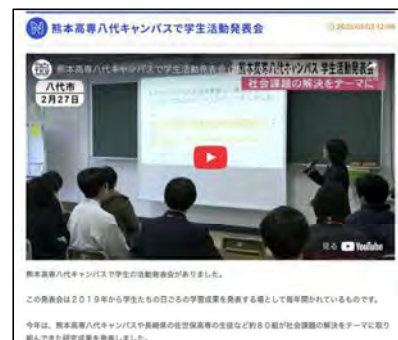 熊本高専八代キャンパスで学生活動発表会
熊本高専八代キャンパスで学生活動発表会
熊本高専八代キャンパス 学生活動発表会
社会課題の解決をテーマに
八代市
2月27日
見る YouTube
熊本高専八代キャンパスで学生の活動発表会がありました。
この発表会は2019年から学生たちの日ごろの学習成果を発表する場として毎年開かれているものです。
今年は、熊本高専八代キャンパスや長崎県の佐世保高専の生徒など約80組が社会課題の解決をテーマに取り
組んできた研究成果を発表しました。